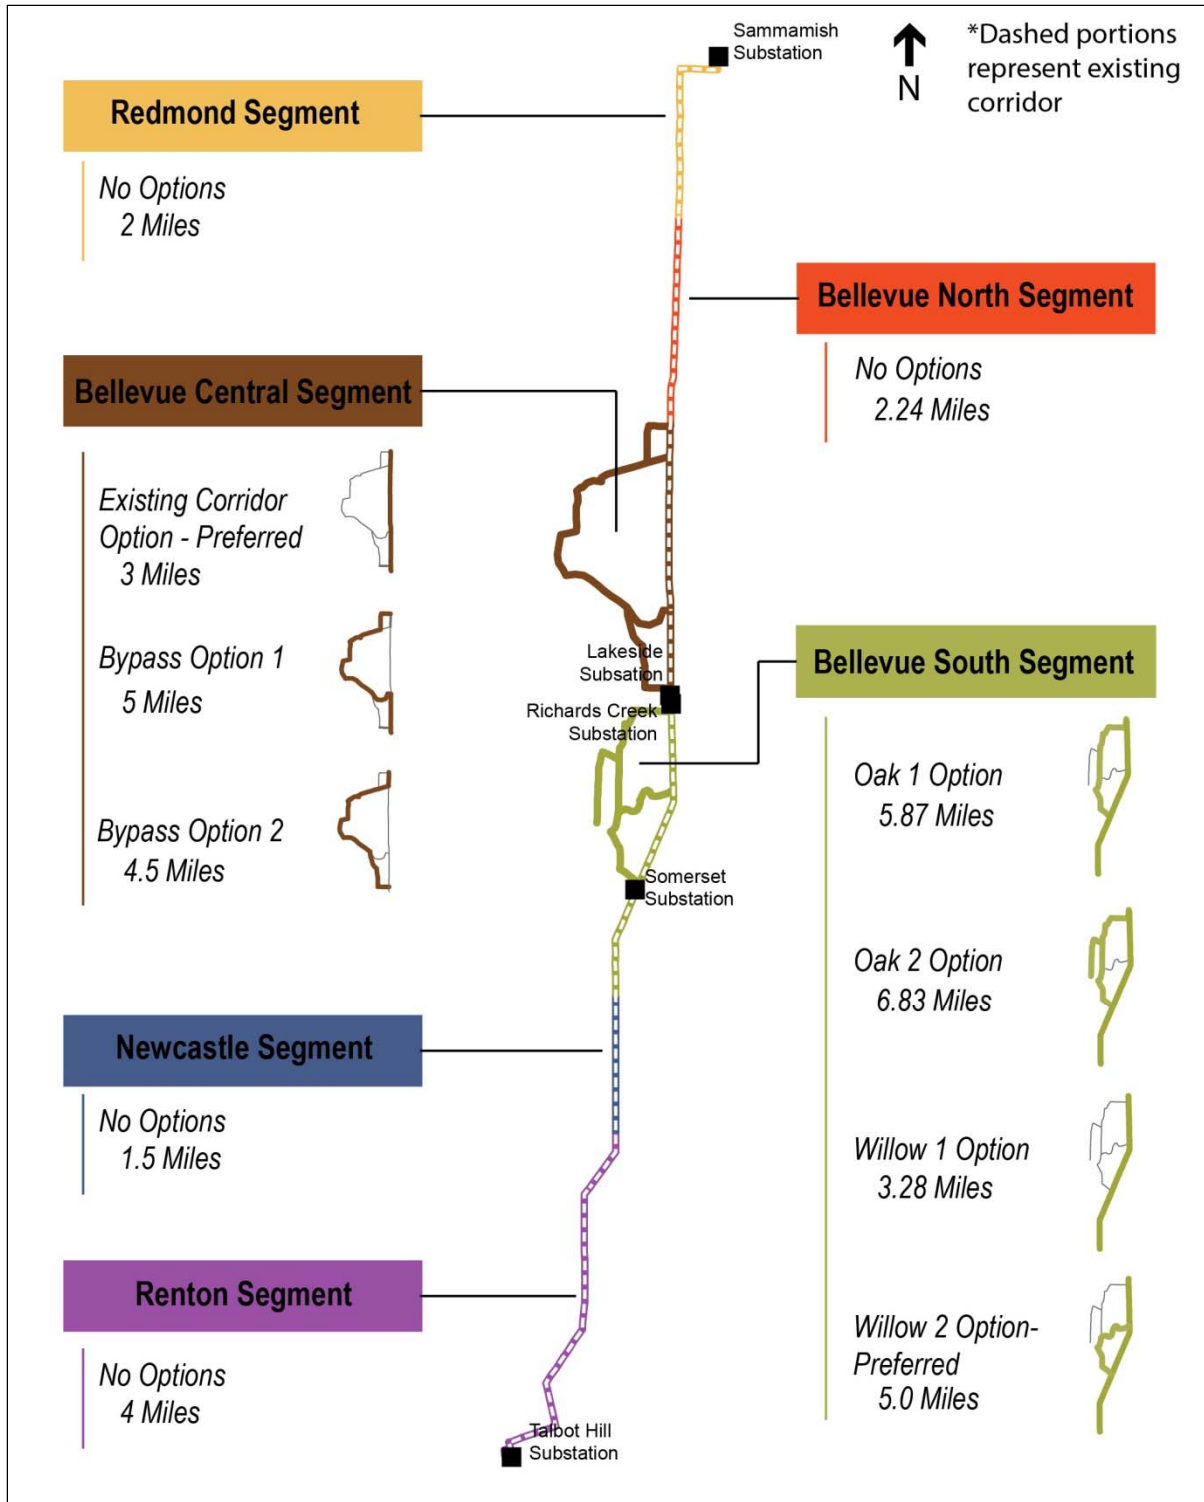 Sammamish
Substation
N
*Dashed portions
represent existing
corridor
Redmond Segment
No Options
2 Miles
Bellevue North Segment
No Options
2.24 Miles
Bellevue Central Segment
Existing Corridor
Option - Preferred
3 Miles
Bypass Option 1
5 Miles
Bypass Option 2
4.5 Miles
Lakeside
Subsation
Richards Creek
Substation
Bellevue South Segment
Oak 1 Option
5.87 Miles
Oak 2 Option
6.83 Miles
Willow 1 Option
3.28 Miles
Willow 2 Option-
Preferred
5.0 Miles
Somerset
Substation
Newcastle Segment
No Options
1.5 Miles
Renton Segment
No Options
4 Miles
Talbot Hill
Substation